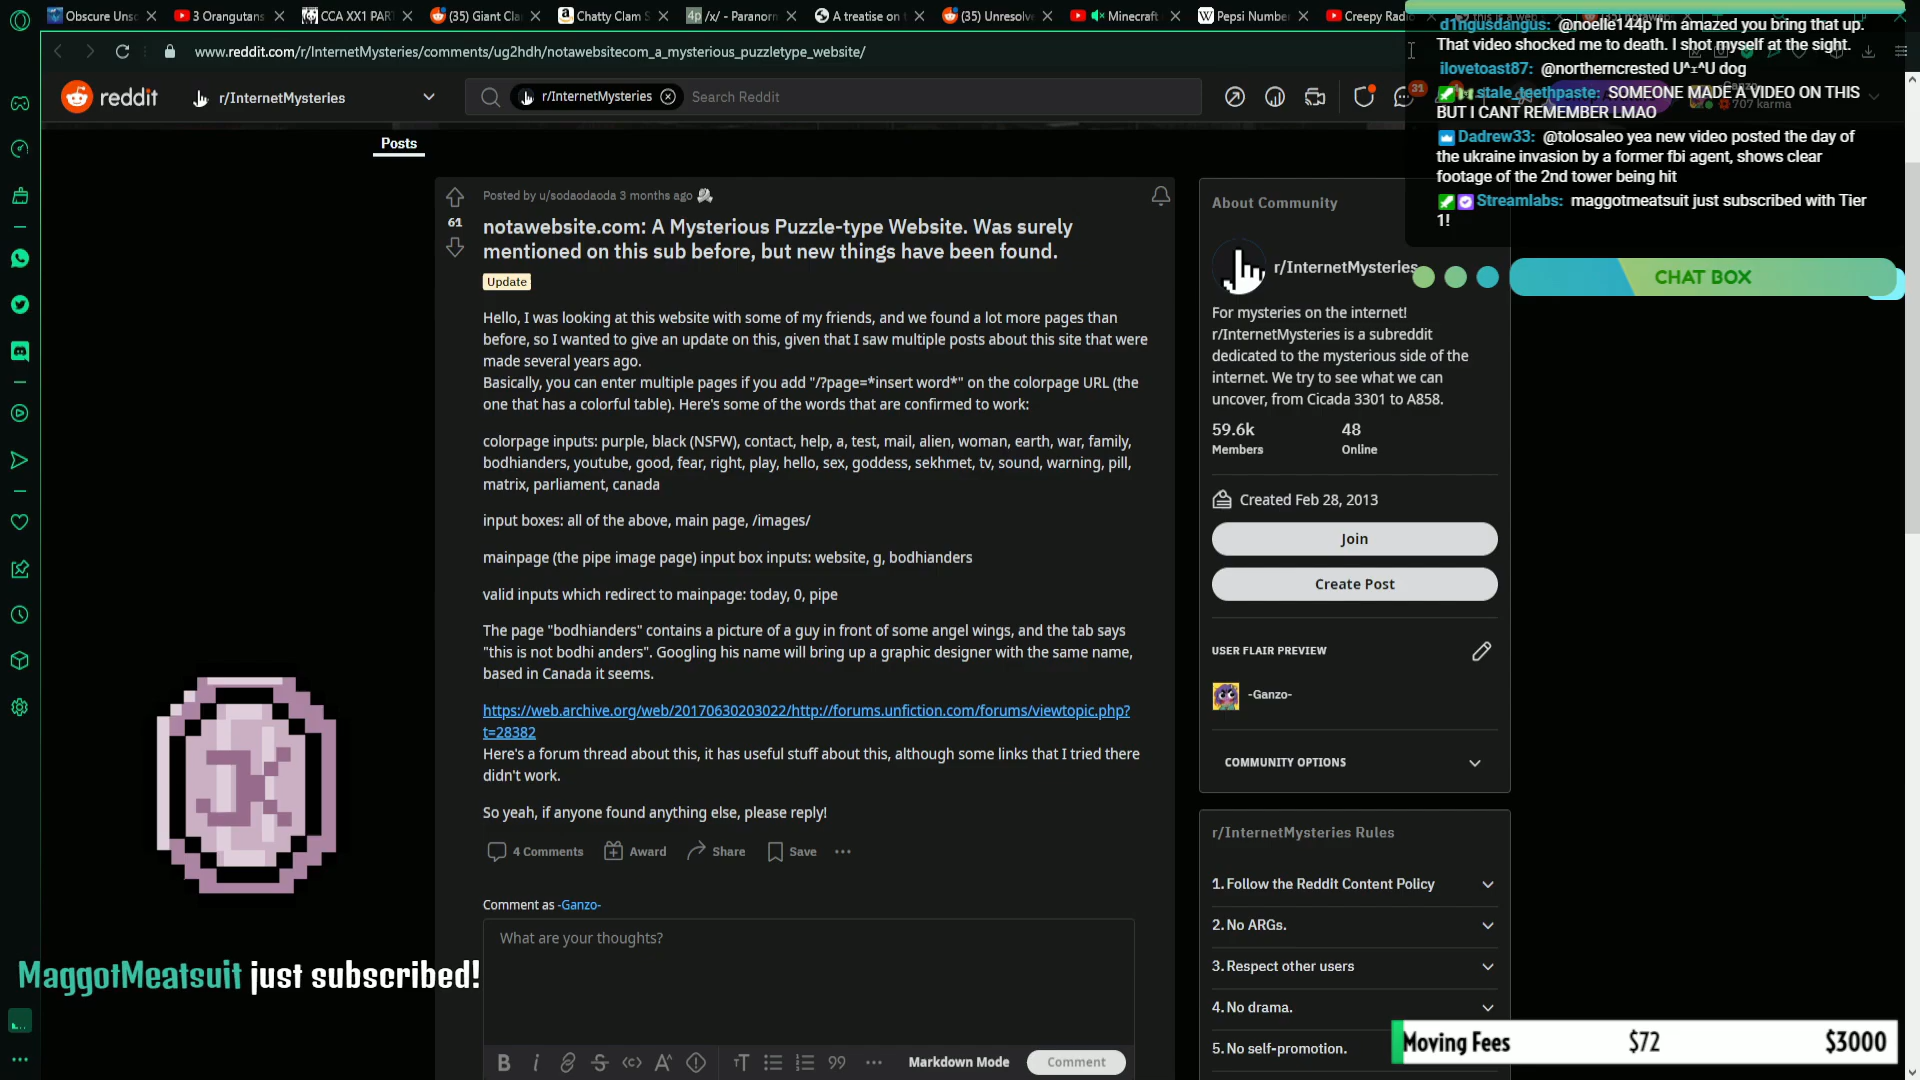 Obscure Unso
3 Orangutans
CCA XX1 PAR
(35) Giant Cla
Chatty Clam S
/x/ - Paranorm
A treatise on
(35) Unresolv
Minecraft
Pepsi Number
Creepy Radio
www.reddit.com/r/InternetMysteries/comments/ug2hdh/notawebsitecom_a_mysterious_puzzletype_website/
reddit
r/InternetMysteries
r/InternetMysteries
Search Reddit
31
707 karma
Posts
d1ngusdangus: @noelle144p I'm amazed you bring that up.
That video shocked me to death. I shot myself at the sight.
ilovetoast87: @northerncrested U^ｪ^U dog
stale_teethpaste: SOMEONE MADE A VIDEO ON THIS
BUT I CANT REMEMBER LMAO
Dadrew33: @tolosaleo yea new video posted the day of
the ukraine invasion by a former fbi agent, shows clear
footage of the 2nd tower being hit
Streamlabs: maggotmeatsuit just subscribed with Tier
1!
CHAT BOX
Posted by u/sodaodaoda 3 months ago
61
notawebsite.com: A Mysterious Puzzle-type Website. Was surely
mentioned on this sub before, but new things have been found.
Update
Hello, I was looking at this website with some of my friends, and we found a lot more pages than
before, so I wanted to give an update on this, given that I saw multiple posts about this site that were
made several years ago.
Basically, you can enter multiple pages if you add "/?page=*insert word*" on the colorpage URL (the
one that has a colorful table). Here's some of the words that are confirmed to work:
colorpage inputs: purple, black (NSFW), contact, help, a, test, mail, alien, woman, earth, war, family,
bodhianders, youtube, good, fear, right, play, hello, sex, goddess, sekhmet, tv, sound, warning, pill,
matrix, parliament, canada
input boxes: all of the above, main page, /images/
mainpage (the pipe image page) input box inputs: website, g, bodhianders
valid inputs which redirect to mainpage: today, 0, pipe
The page "bodhianders" contains a picture of a guy in front of some angel wings, and the tab says
"this is not bodhi anders". Googling his name will bring up a graphic designer with the same name,
based in Canada it seems.
https://web.archive.org/web/20170630203022/http://forums.unfiction.com/forums/viewtopic.php?
t=28382
Here's a forum thread about this, it has useful stuff about this, although some links that I tried there
didn't work.
So yeah, if anyone found anything else, please reply!
4 Comments
Award
Share
Save
Comment as -Ganzo-
What are your thoughts?
Markdown Mode
Comment
About Community
r/InternetMysteries
For mysteries on the internet!
r/InternetMysteries is a subreddit
dedicated to the mysterious side of the
internet. We try to see what we can
uncover, from Cicada 3301 to A858.
59.6k
48
Members
Online
Created Feb 28, 2013
Join
Create Post
USER FLAIR PREVIEW
-Ganzo-
COMMUNITY OPTIONS
r/InternetMysteries Rules
1. Follow the Reddit Content Policy
2. No ARGs.
3. Respect other users
4. No drama.
5. No self-promotion.
MaggotMeatsuit just subscribed!
Moving Fees
$72
$3000